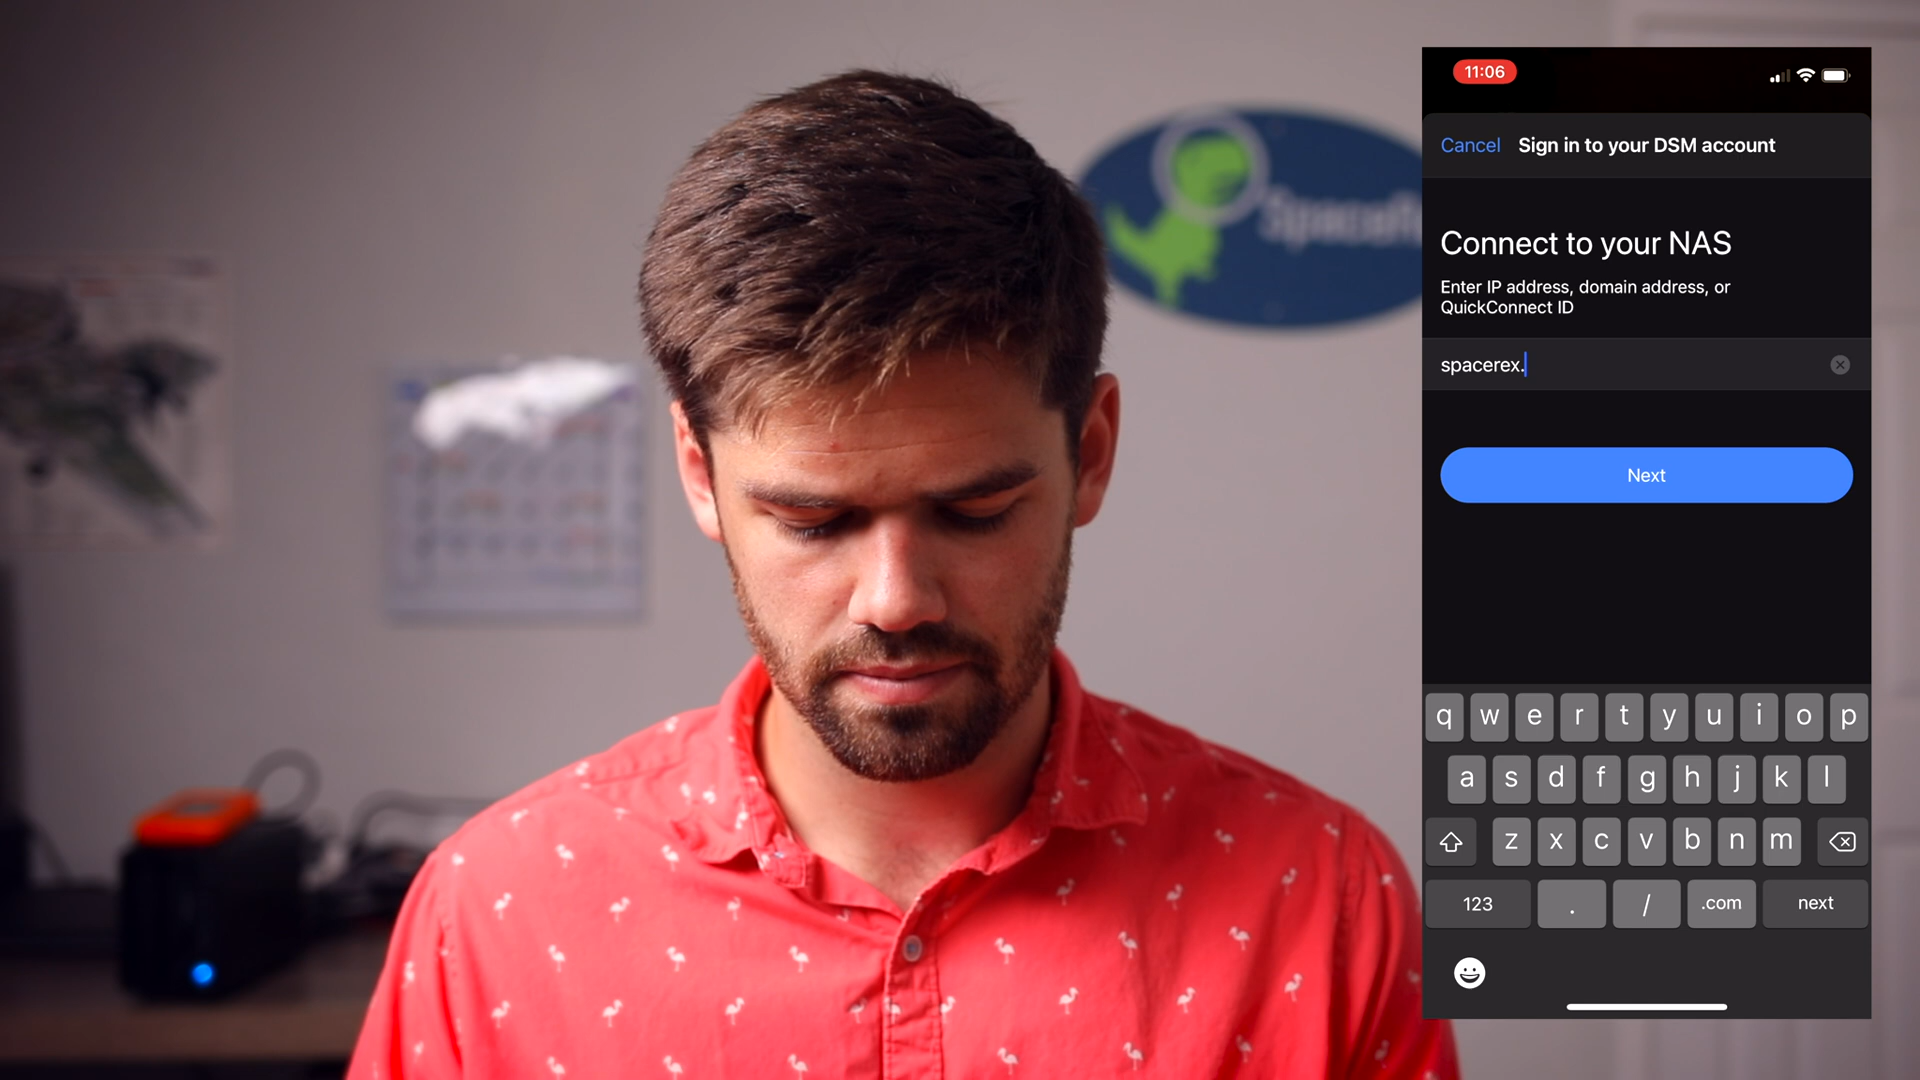 SpaceRe
11:06
Cancel Sign in to your DSM account
Connect to your NAS
Enter IP address, domain address, or
QuickConnect ID
spacerex.
Next
q w e r t y u i o p
a s d f g h j k l
z x c v b n m
123 . / .com next